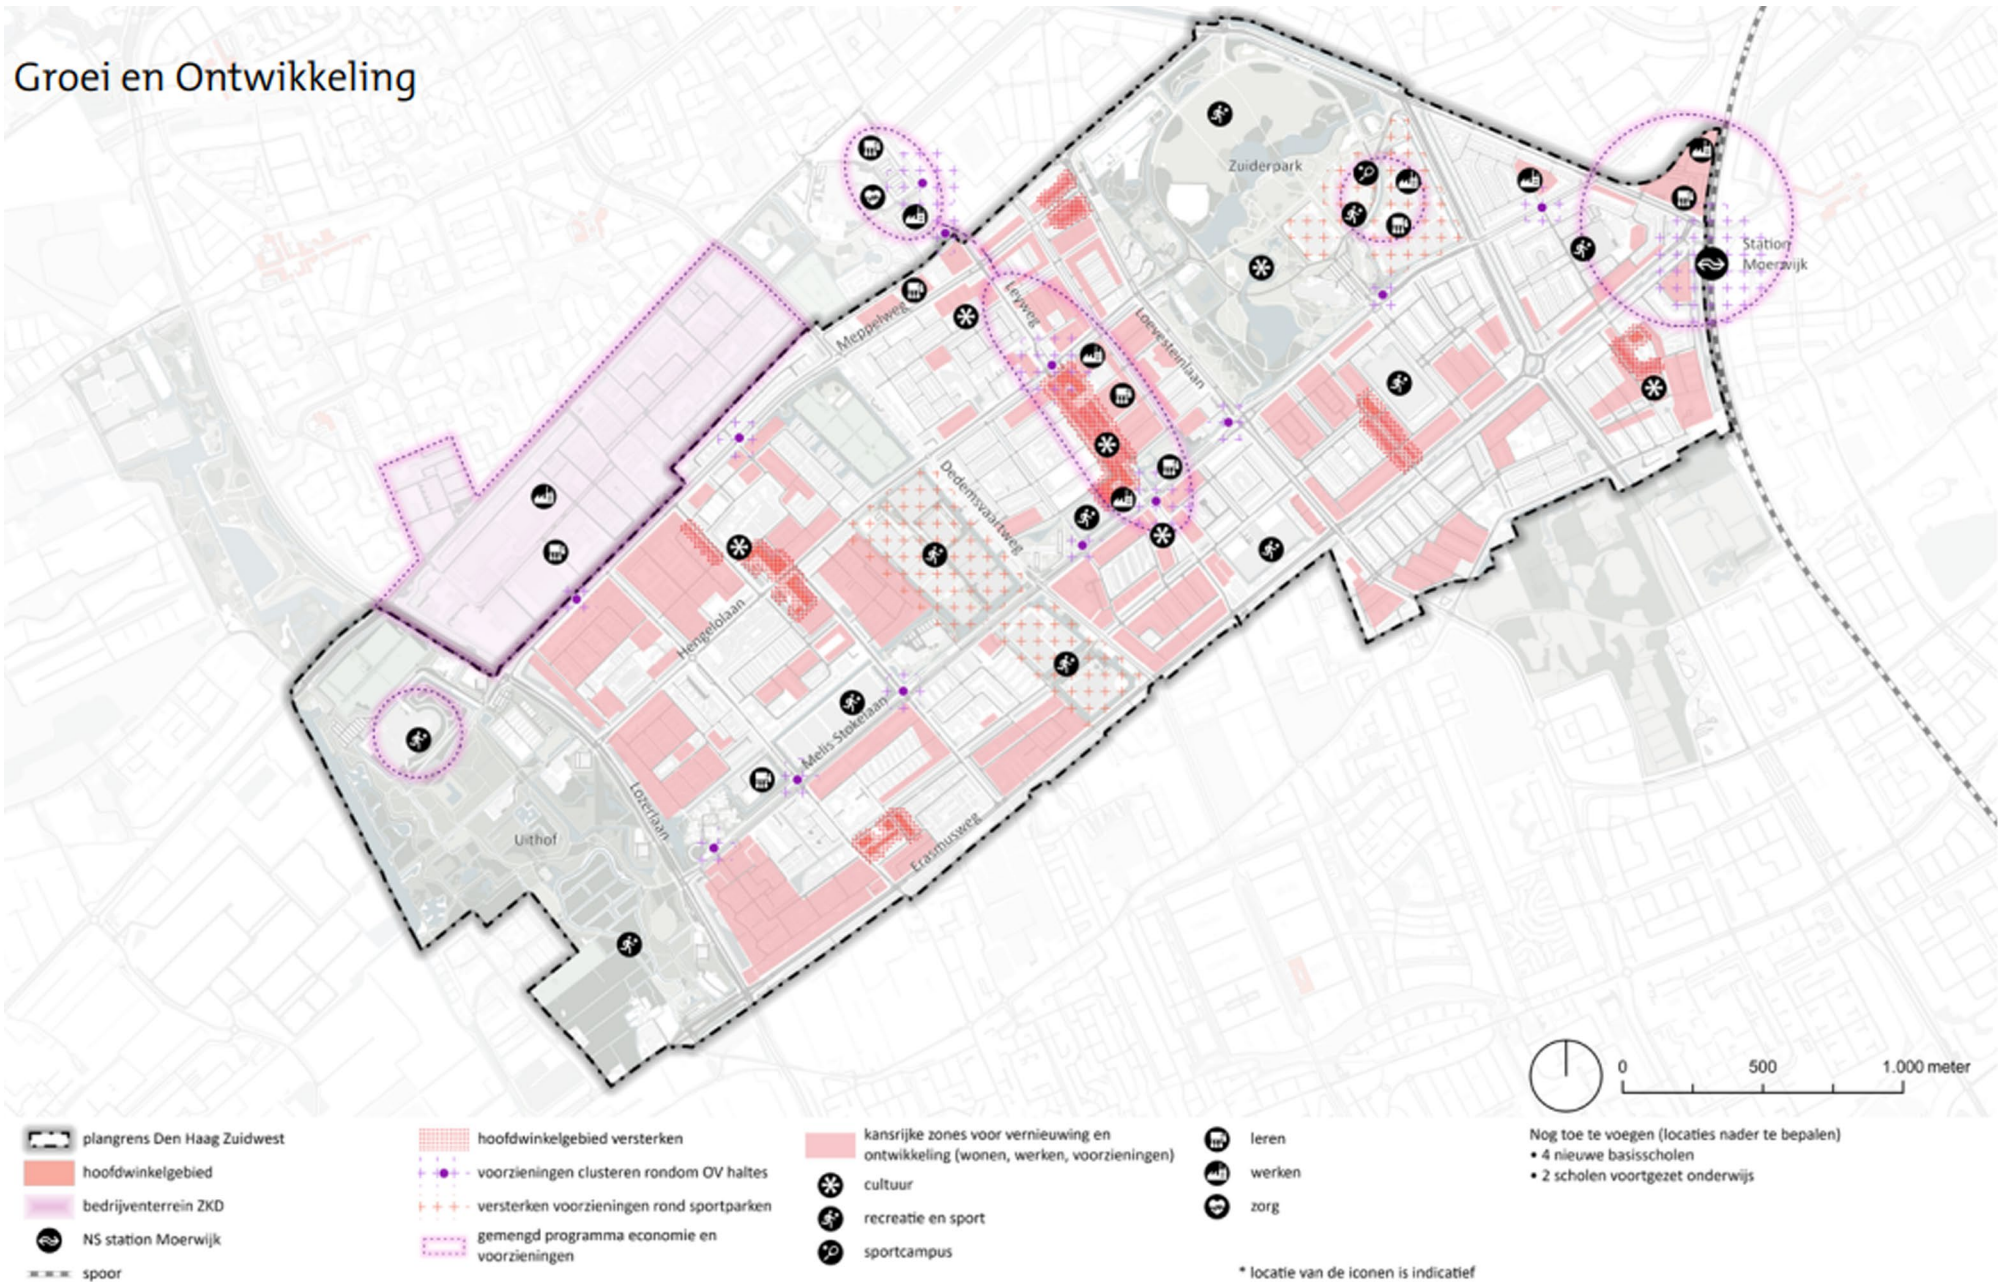 Groei en Ontwikkeling
Zuiderpark
Station
Moerwijk
Leyweg
Meppelweg
Loevesteinlaan
Dedemsvaartweg
Hengelolaan
Melis Stokelaan
Lozerlaan
Uithof
Erasmusweg
0 500 1.000 meter
plangrens Den Haag Zuidwest
hoofdwinkelgebied
bedrijventerrein ZKD
NS station Moerwijk
spoor
hoofdwinkelgebied versterken
voorzieningen clusteren rondom OV haltes
versterken voorzieningen rond sportparken
gemengd programma economie en
voorzieningen
kansrijke zones voor vernieuwing en
ontwikkeling (wonen, werken, voorzieningen)
cultuur
recreatie en sport
sportcampus
leren
werken
zorg
Nog toe te voegen (locaties nader te bepalen)
• 4 nieuwe basisscholen
• 2 scholen voortgezet onderwijs
* locatie van de iconen is indicatief